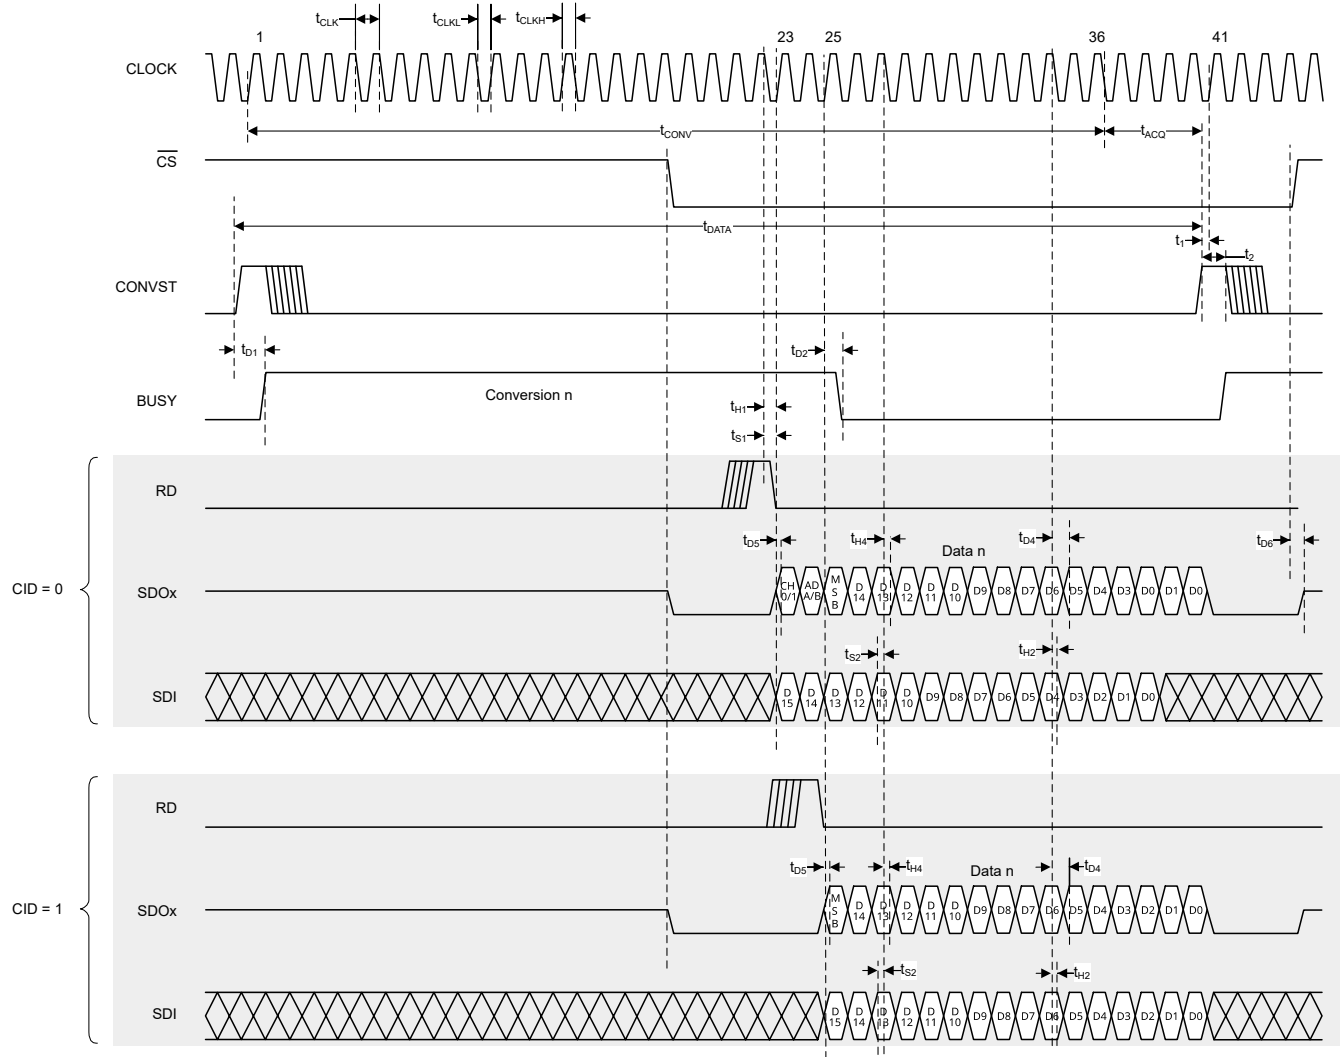 tCLK tCLKL tCLKH
1 23 25 36 41
CLOCK
tCONV tACQ
CS
tDATA
t1
t2
CONVST
tD1 tD2
BUSY
Conversion n
tH1
tS1
CID = 0
RD
tD5 tH4 Data n tD4 tD6
SDOx
CH 0/1 AD A/B MSB D14 D13 D12 D11 D10 D9 D8 D7 D6 D5 D4 D3 D0 D1 D0
tS2 tH2
SDI
D15 D14 D13 D12 D11 D10 D9 D8 D7 D6 D5 D4 D3 D2 D1 D0
CID = 1
RD
tD5 tH4 Data n tD4
SDOx
MSB D14 D13 D12 D11 D10 D9 D8 D7 D6 D5 D4 D3 D2 D1 D0
tS2 tH2
SDI
D15 D14 D13 D12 D11 D10 D9 D8 D7 D6 D5 D4 D3 D2 D1 D0